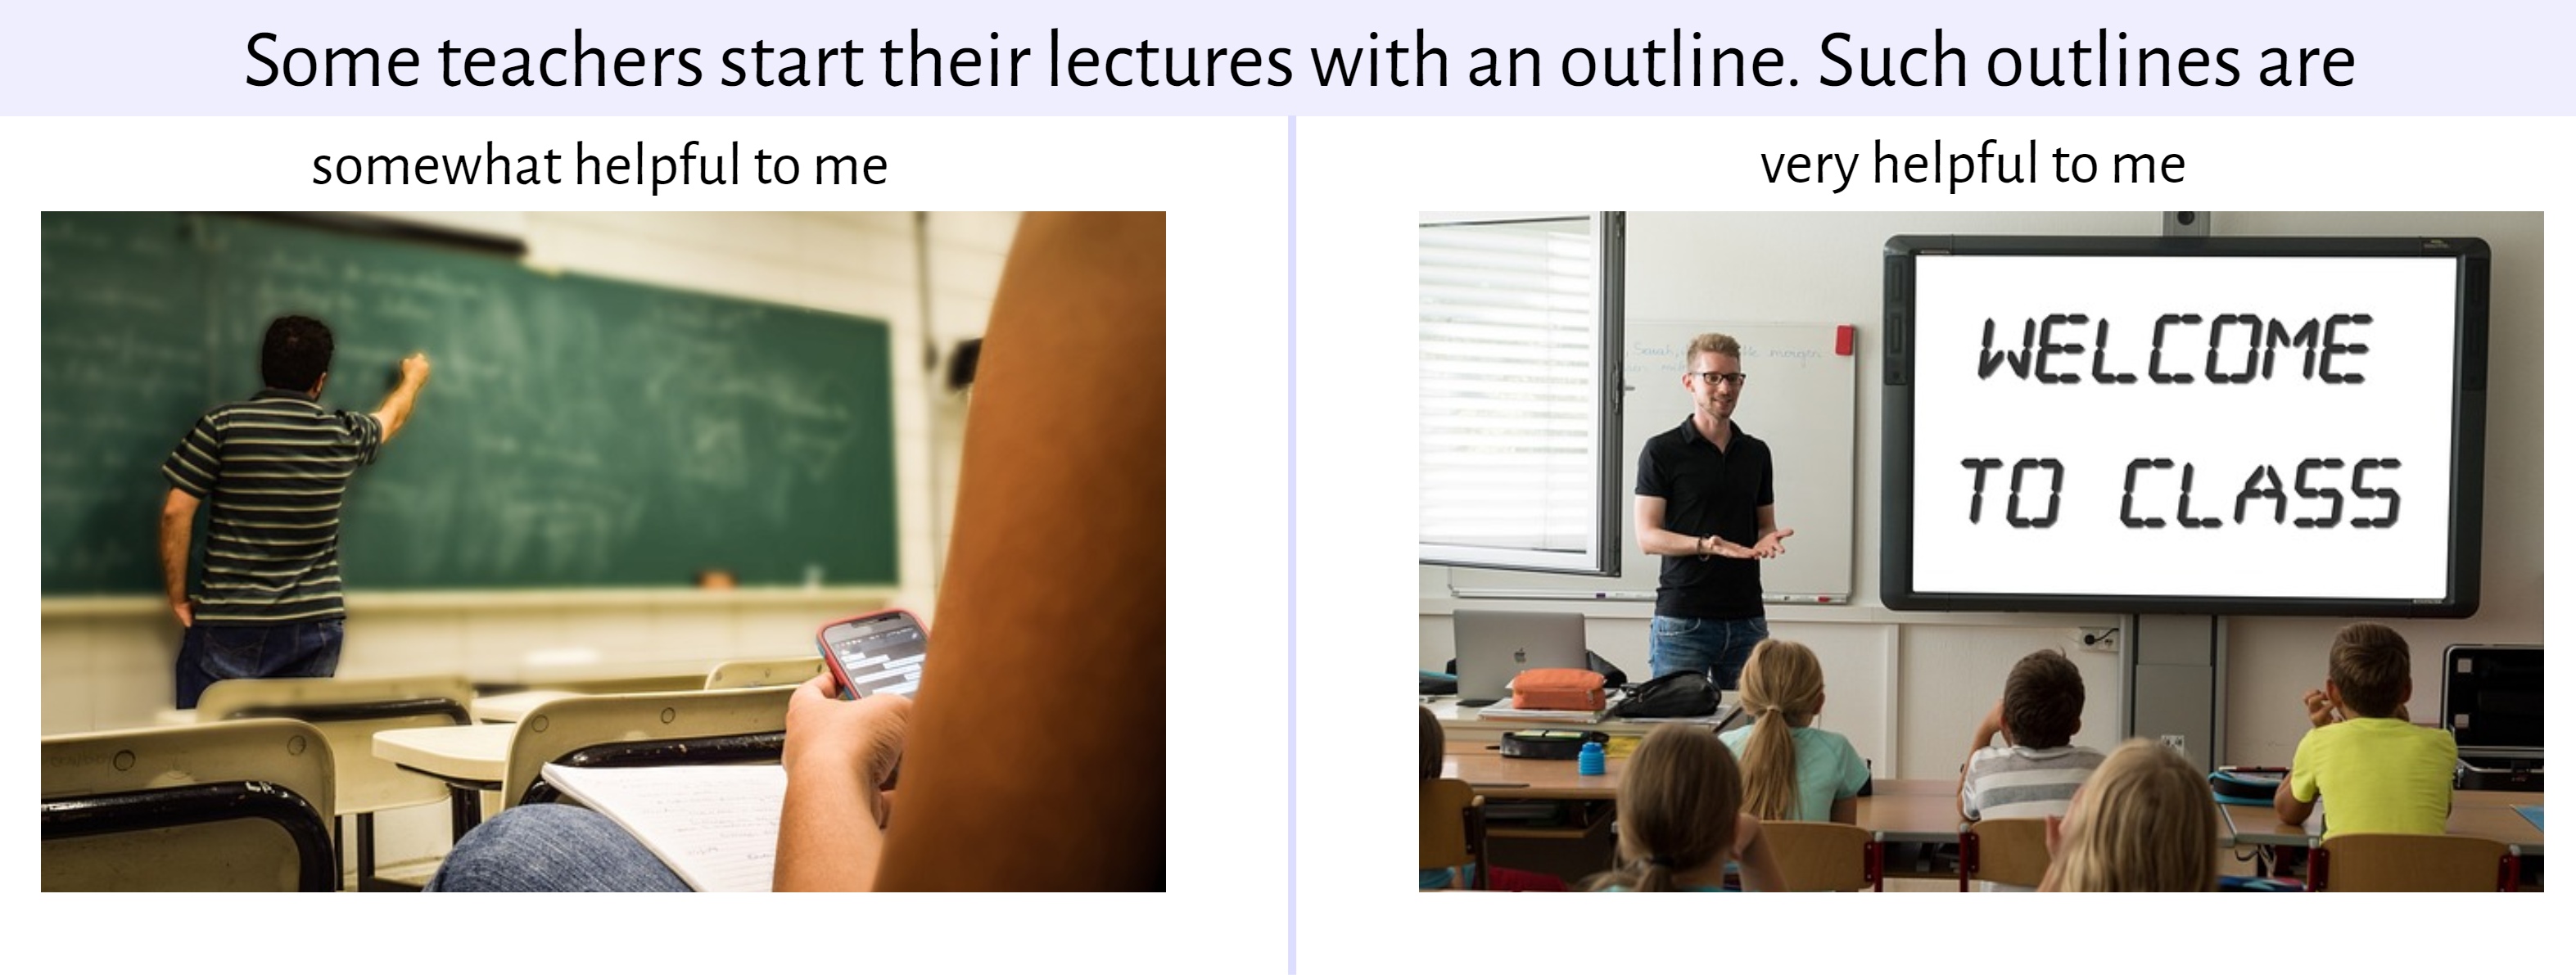 Some teachers start their lectures with an outline. Such outlines are
somewhat helpful to me
very helpful to me
WELCOME
TO CLASS